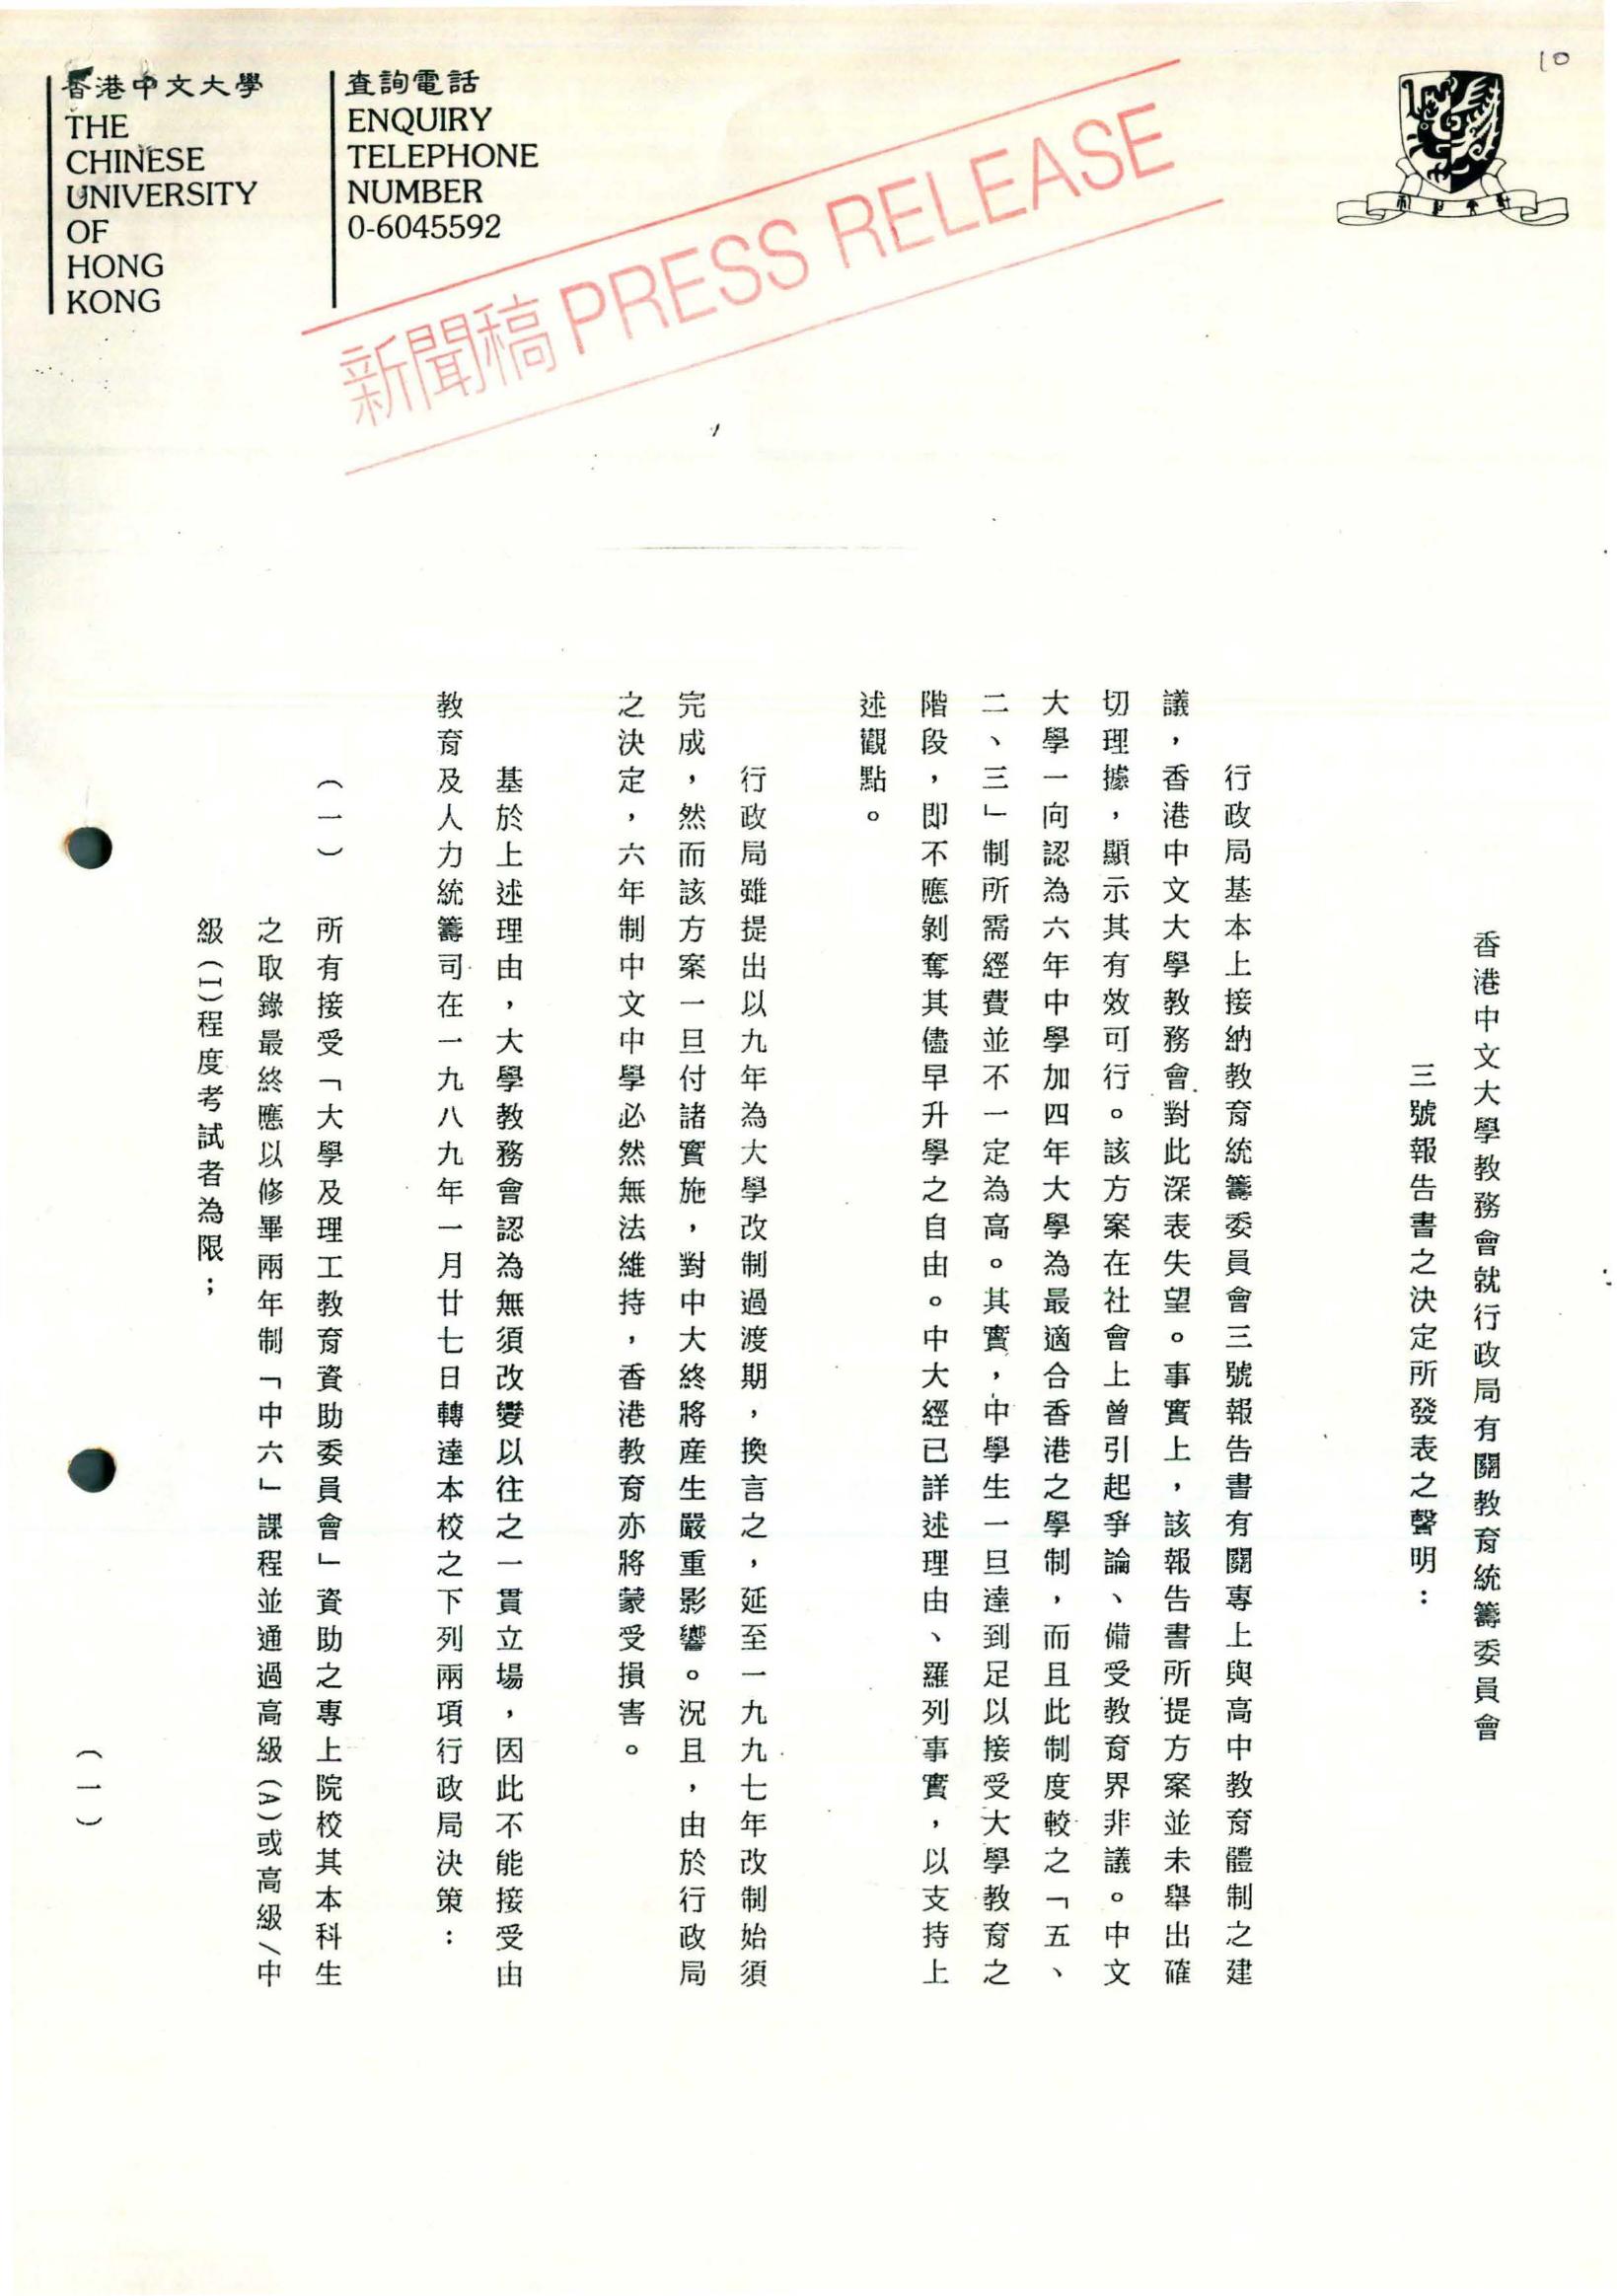 10
香港中文大學
THE
CHINESE
UNIVERSITY
OF
HONG
KONG
查詢電話
ENQUIRY
TELEPHONE
NUMBER
0-6045592
新聞稿 PRESS RELEASE
香港中文大學教務會就行政局有關教育統籌委員會
三號報告書之決定所發表之聲明：
行政局基本上接納教育統籌委員會三號報告書有關專上與高中教育體制之建
議，香港中文大學教務會對此深表失望。事實上，該報告書所提方案並未舉出確
切理據，顯示其有效可行。該方案在社會上曾引起爭論、備受教育界非議。中文
大學一向認為六年中學加四年大學為最適合香港之學制，而且此制度較之「五、
二、三」制所需經費並不一定為高。其實，中學生一旦達到足以接受大學教育之
階段，即不應剝奪其儘早升學之自由。中大經已詳述理由、羅列事實，以支持上
述觀點。
行政局雖提出以九年為大學改制過渡期，換言之，延至一九九七年改制始須
完成，然而該方案一旦付諸實施，對中大終將產生嚴重影響。況且，由於行政局
之決定，六年制中文中學必然無法維持，香港教育亦將蒙受損害。
基於上述理由，大學教務會認為無須改變以往之一貫立場，因此不能接受由
教育及人力統籌司在一九八九年一月廿七日轉達本校之下列兩項行政局決策：
（一）　所有接受「大學及理工教育資助委員會」資助之專上院校其本科生
之取錄最終應以修畢兩年制「中六」課程並通過高級(A)或高級/中
級(I)程度考試者為限；
（一）